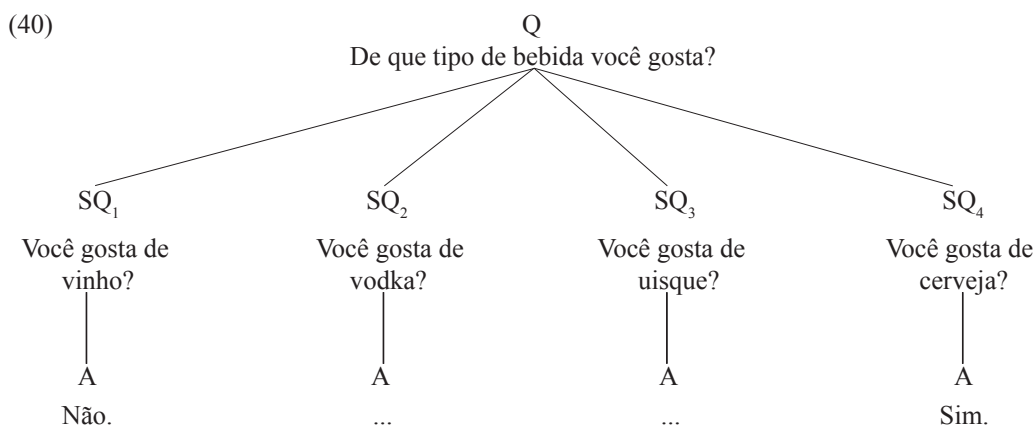 (40) Q
De que tipo de bebida você gosta?
SQ₁ SQ₂ SQ₃ SQ₄
Você gosta de Você gosta de Você gosta de Você gosta de
vinho? vodka? uisque? cerveja?
A A A A
Não. ... ... Sim.